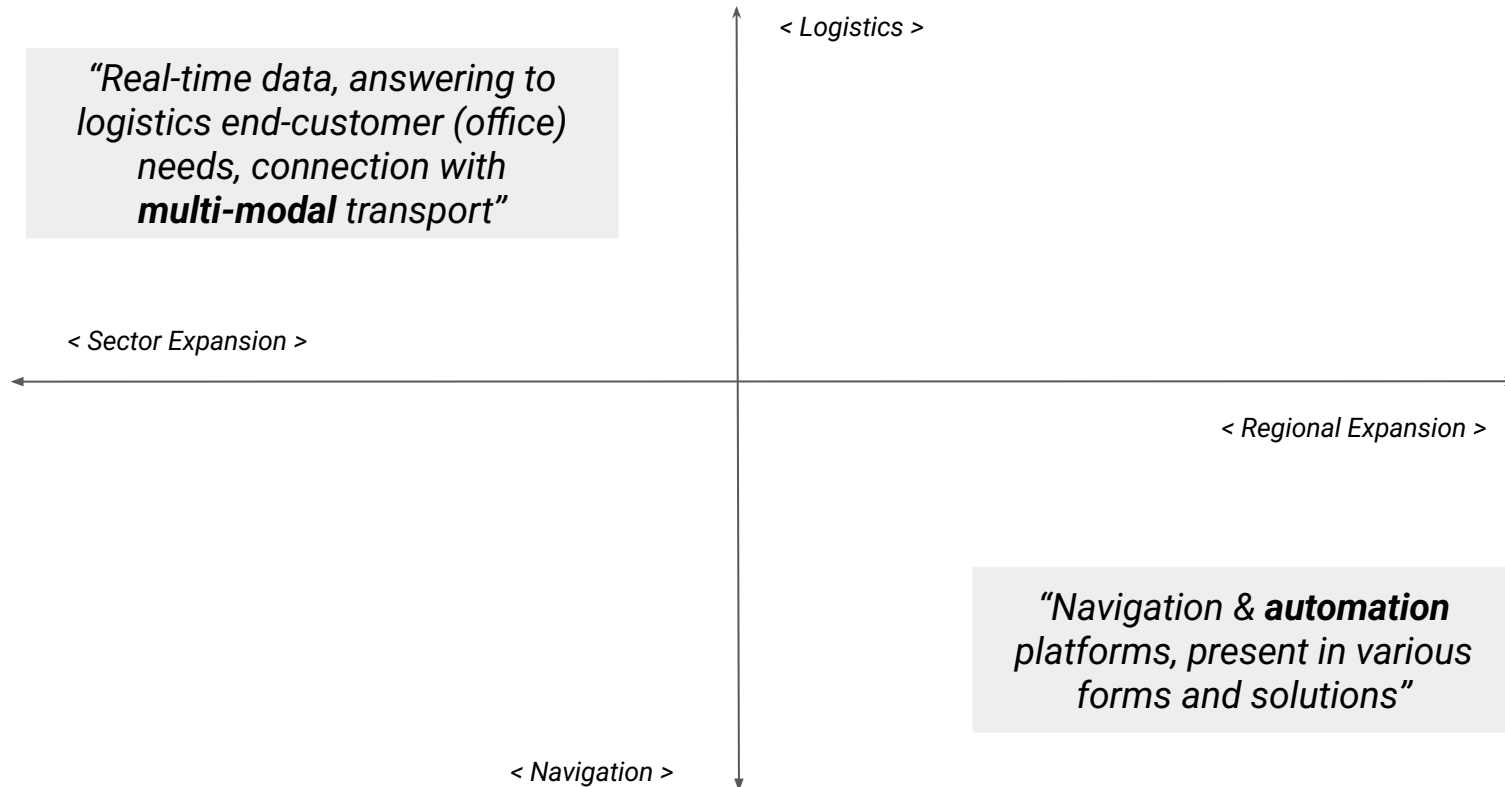 < Logistics >
“Real-time data, answering to
logistics end-customer (office)
needs, connection with
multi-modal transport”
< Sector Expansion >
< Regional Expansion >
“Navigation & automation
platforms, present in various
forms and solutions”
< Navigation >